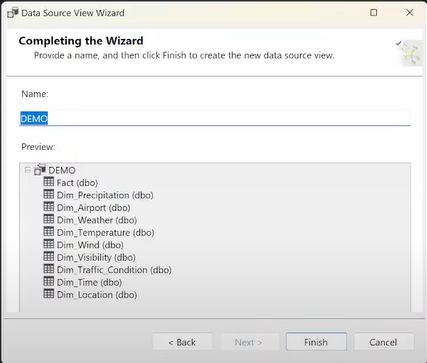 Data Source View Wizard
Completing the Wizard
Provide a name, and then click Finish to create the new data source view.
Name:
DEMO
Preview:
DEMO
Fact (dbo)
Dim_Precipitation (dbo)
Dim_Airport (dbo)
Dim_Weather (dbo)
Dim_Temperature (dbo)
Dim_Wind (dbo)
Dim_Visibility (dbo)
Dim_Traffic_Condition (dbo)
Dim_Time (dbo)
Dim_Location (dbo)
< Back Next > Finish Cancel